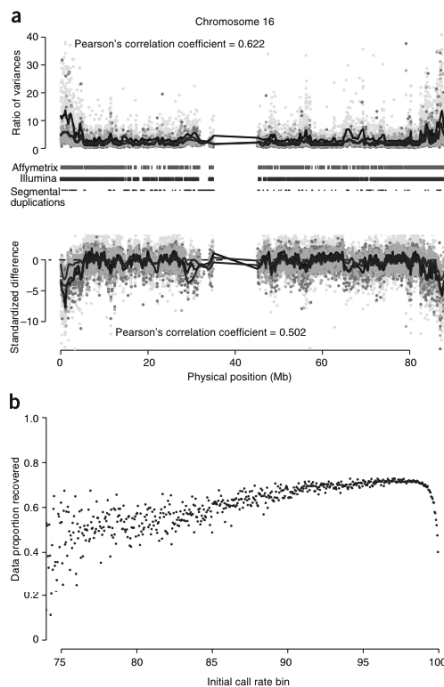 a
Chromosome 16
Pearson's correlation coefficient = 0.622
Ratio of variances
40
30
20
10
0
Affymetrix
Illumina
Segmental
duplications
Standardized difference
0
−5
−10
Pearson's correlation coefficient = 0.502
0 20 40 60 80
Physical position (Mb)
b
Data proportion recovered
1.0
0.8
0.6
0.4
0.2
0
75 80 85 90 95 100
Initial call rate bin